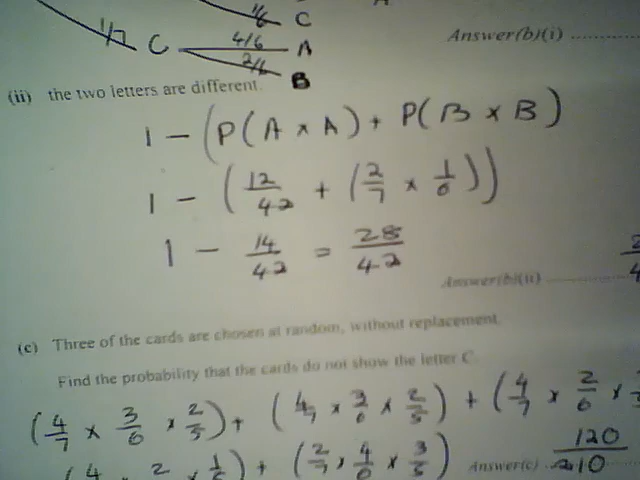 1/6 C
1/7 C 4/6 A
2/6 B
Answer(b)(i) ............
(ii) the two letters are different.
1 - (P(A x A) + P(B x B)
1 - (12/42 + (2/7 x 1/6))
1 - 14/42 = 28/42
Answer(b)(ii) ............
(c) Three of the cards are chosen at random, without replacement.
Find the probability that the cards do not show the letter C.
(4/7 x 3/6 x 2/5) + (4/7 x 3/6 x 2/5) + (4/7 x 2/6 x
(4 2 x 1/5) + (2/7 x 4/6 x 3/5) Answer(c) 120/210